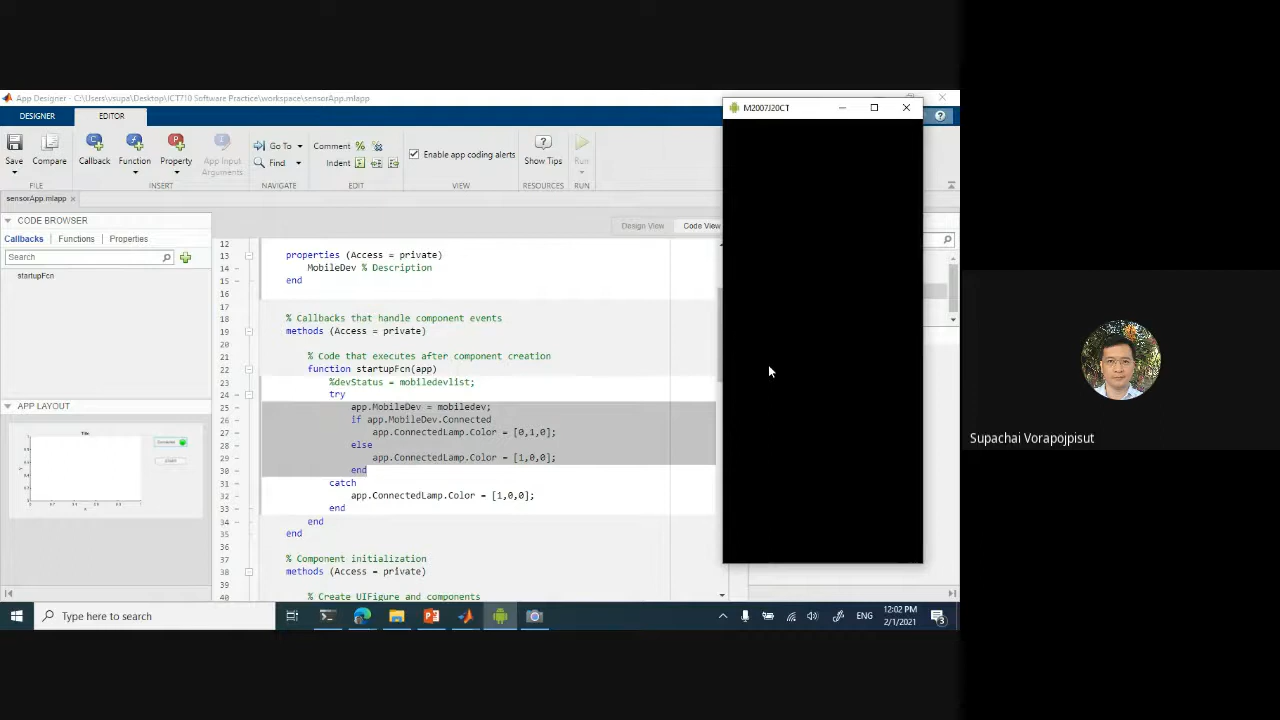 App Designer - C:\Users\vsupa\Desktop\ICT710 Software Practice\workspace\sensorApp.mlapp
M2007J20CT
DESIGNER
EDITOR
Save
Compare
Callback
Function
Property
App Input
Arguments
Go To
Find
Comment
Indent
Enable app coding alerts
Show Tips
Run
FILE
INSERT
NAVIGATE
EDIT
VIEW
RESOURCES
RUN
sensorApp.mlapp
CODE BROWSER
Design View
Code View
Callbacks
Functions
Properties
Search
startupFcn
APP LAYOUT
12
13 properties (Access = private)
14 MobileDev % Description
15 end
16
17
18 % Callbacks that handle component events
19 methods (Access = private)
20
21 % Code that executes after component creation
22 function startupFcn(app)
23 %devStatus = mobiledevlist;
24 try
25 app.MobileDev = mobiledev;
26 if app.MobileDev.Connected
27 app.ConnectedLamp.Color = [0,1,0];
28 else
29 app.ConnectedLamp.Color = [1,0,0];
30 end
31 catch
32 app.ConnectedLamp.Color = [1,0,0];
33 end
34 end
35 end
36
37 % Component initialization
38 methods (Access = private)
39
40 % Create UIFigure and components
Supachai Vorapojpisut
Type here to search
ENG
12:02 PM
2/1/2021
3